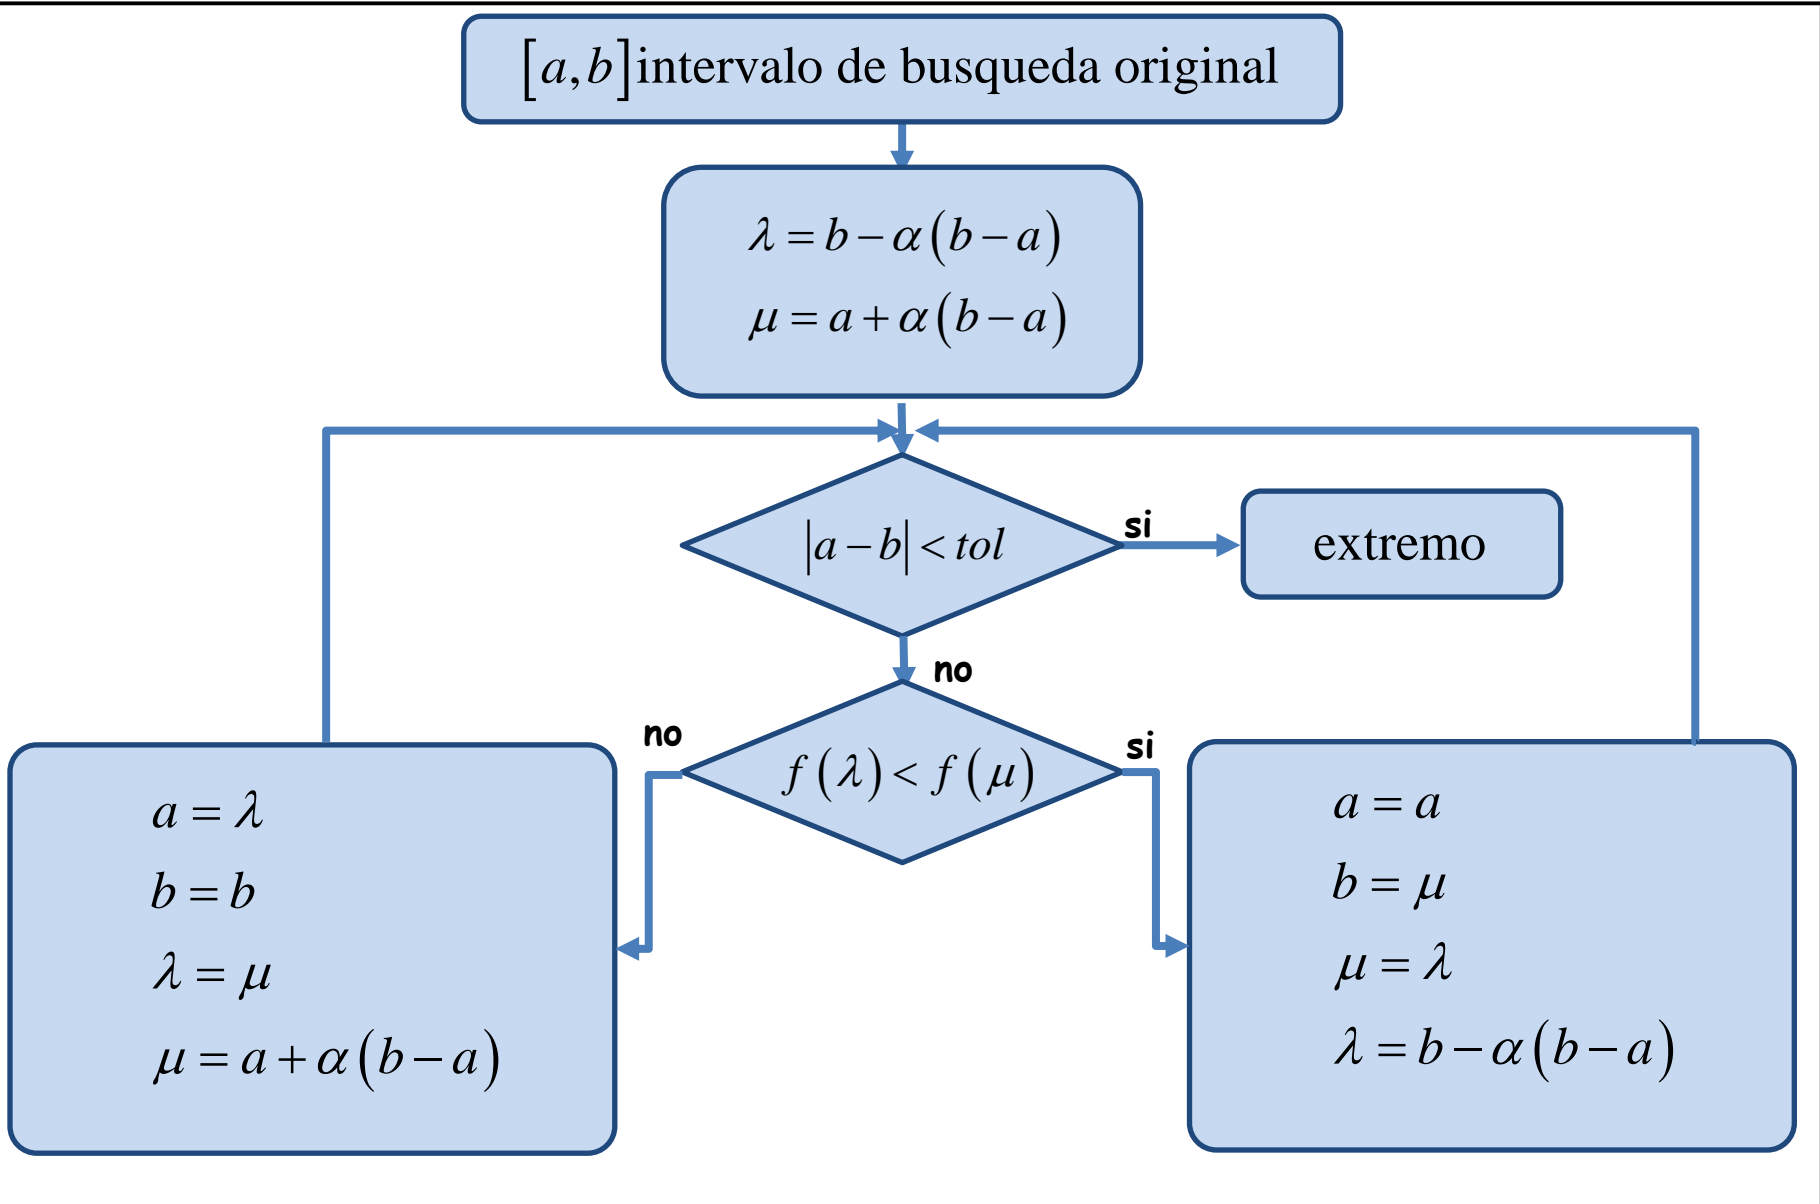 [a,b] intervalo de busqueda original
λ = b − α(b − a)
μ = a + α(b − a)
|a − b| < tol
si
extremo
no
no
f(λ) < f(μ)
si
a = λ
b = b
λ = μ
μ = a + α(b − a)
a = a
b = μ
μ = λ
λ = b − α(b − a)